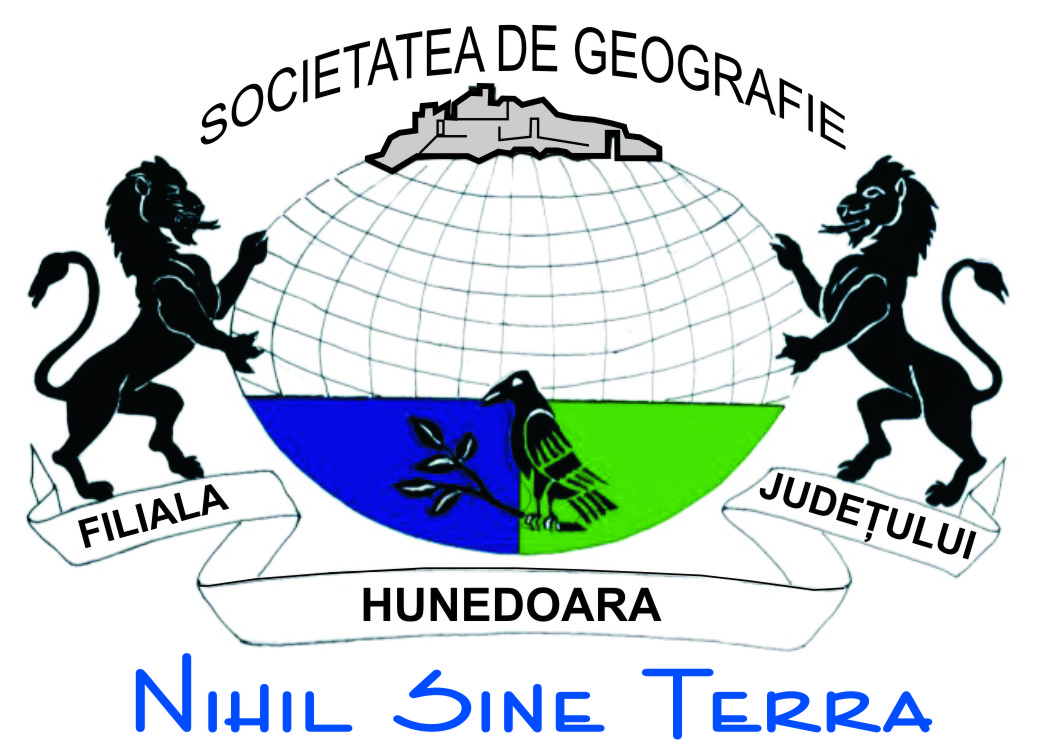 SOCIETATEA DE GEOGRAFIE
FILIALA
JUDEȚULUI
HUNEDOARA
NIHIL SINE TERRA